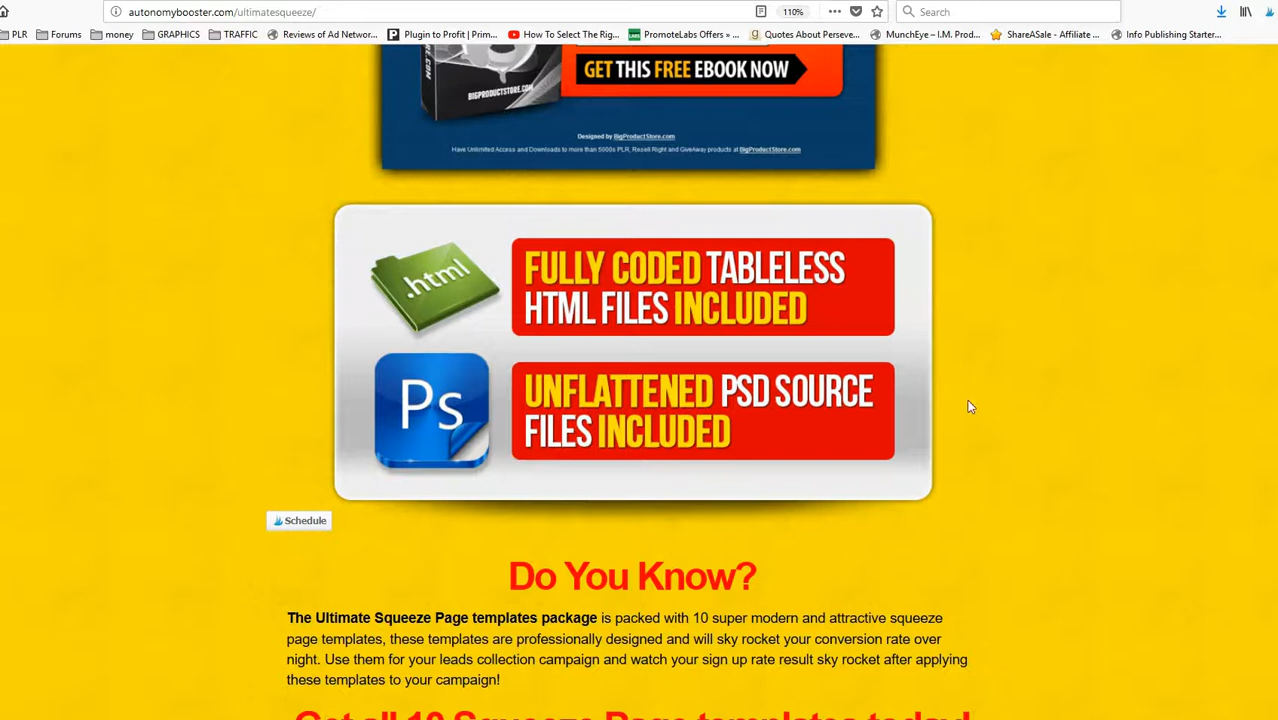 autonomybooster.com/ultimatesqueeze/
110%
Search
PLR
Forums
money
GRAPHICS
TRAFFIC
Reviews of Ad Network...
Plugin to Profit | Prim...
How To Select The Rig...
PromoteLabs Offers » ...
Quotes About Perseve...
MunchEye – I.M. Prod...
ShareASale - Affiliate ...
Info Publishing Starter...
BIGPRODUCTSTORE.COM
GET THIS FREE EBOOK NOW
Designed by BigProductStore.com
Have Unlimited Access and Downloads to more than 5000s PLR, Resell Right and GiveAway products at BigProductStore.com
.html
FULLY CODED TABLELESS
HTML FILES INCLUDED
Ps
UNFLATTENED PSD SOURCE
FILES INCLUDED
Schedule
Do You Know?
The Ultimate Squeeze Page templates package is packed with 10 super modern and attractive squeeze
page templates, these templates are professionally designed and will sky rocket your conversion rate over
night. Use them for your leads collection campaign and watch your sign up rate result sky rocket after applying
these templates to your campaign!
Get all 10 Squeeze Page templates today!